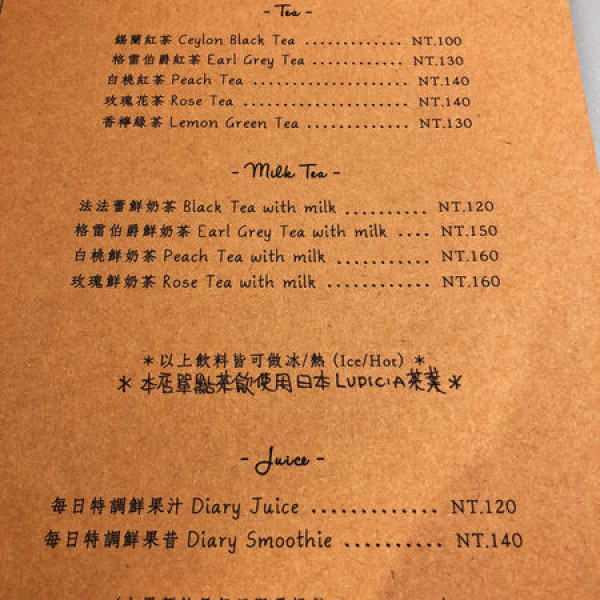 - Tea -
錫蘭紅茶 Ceylon Black Tea ............ NT.100
格雷伯爵紅茶 Earl Grey Tea ............ NT.130
白桃紅茶 Peach Tea .................... NT.140
玫瑰花茶 Rose Tea ..................... NT.140
香檸綠茶 Lemon Green Tea ............ NT.130
- Milk Tea -
法法蕾鮮奶茶 Black Tea with milk .......... NT.120
格雷伯爵鮮奶茶 Earl Grey Tea with milk .... NT.150
白桃鮮奶茶 Peach Tea with milk ........... NT.160
玫瑰鮮奶茶 Rose Tea with milk ............ NT.160
*以上飲料皆可做冰/熱 (Ice/Hot) *
*本店單點茶飲使用日本LUPICIA茶葉*
- Juice -
每日特調鮮果汁 Diary Juice ............. NT.120
每日特調鮮果昔 Diary Smoothie .......... NT.140